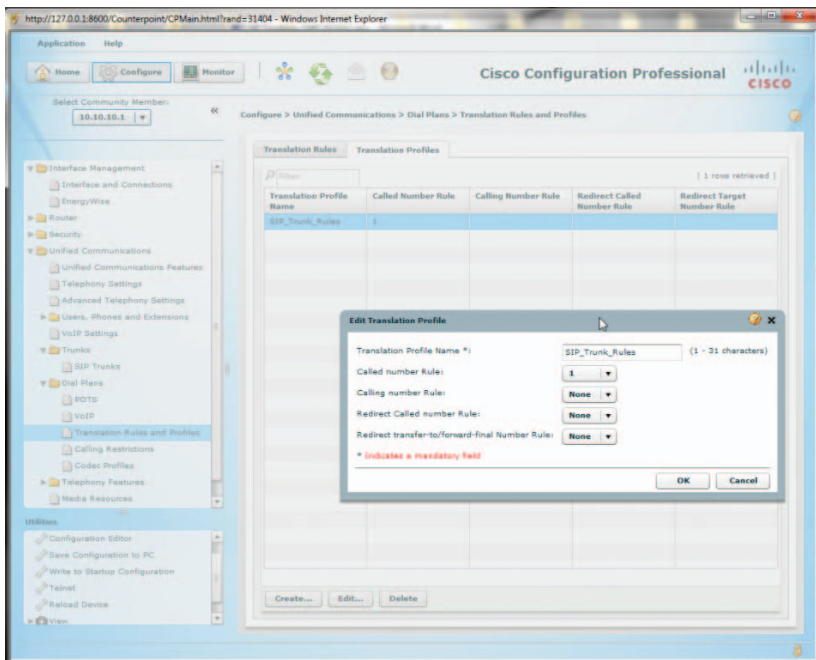 http://127.0.0.1:8600/Counterpoint/CPMain.html?rand=31404 - Windows Internet Explorer
Application Help
Home Configure Monitor
Cisco Configuration Professional
CISCO
Select Community Member:
10.10.10.1
Configure > Unified Communications > Dial Plans > Translation Rules and Profiles
Interface Management
Interface and Connections
EnergyWise
Router
Security
Unified Communications
Unified Communications Features
Telephony Settings
Advanced Telephony Settings
Users, Phones and Extensions
VoIP Settings
Trunks
SIP Trunks
Dial Plans
POTS
VoIP
Translation Rules and Profiles
Calling Restrictions
Codec Profiles
Telephony Features
Media Resources
Utilities
Configuration Editor
Save Configuration to PC
Write to Startup Configuration
Telnet
Reload Device
View
Translation Rules Translation Profiles
Filter
| 1 rows retrieved |
Translation Profile Name Called Number Rule Calling Number Rule Redirect Called Number Rule Redirect Target Number Rule
SIP_Trunk_Rules 1
Edit Translation Profile
Translation Profile Name *: SIP_Trunk_Rules (1 - 31 characters)
Called number Rule: 1
Calling number Rule: None
Redirect Called number Rule: None
Redirect transfer-to/forward-final Number Rule: None
* Indicates a mandatory field
OK Cancel
Create... Edit... Delete